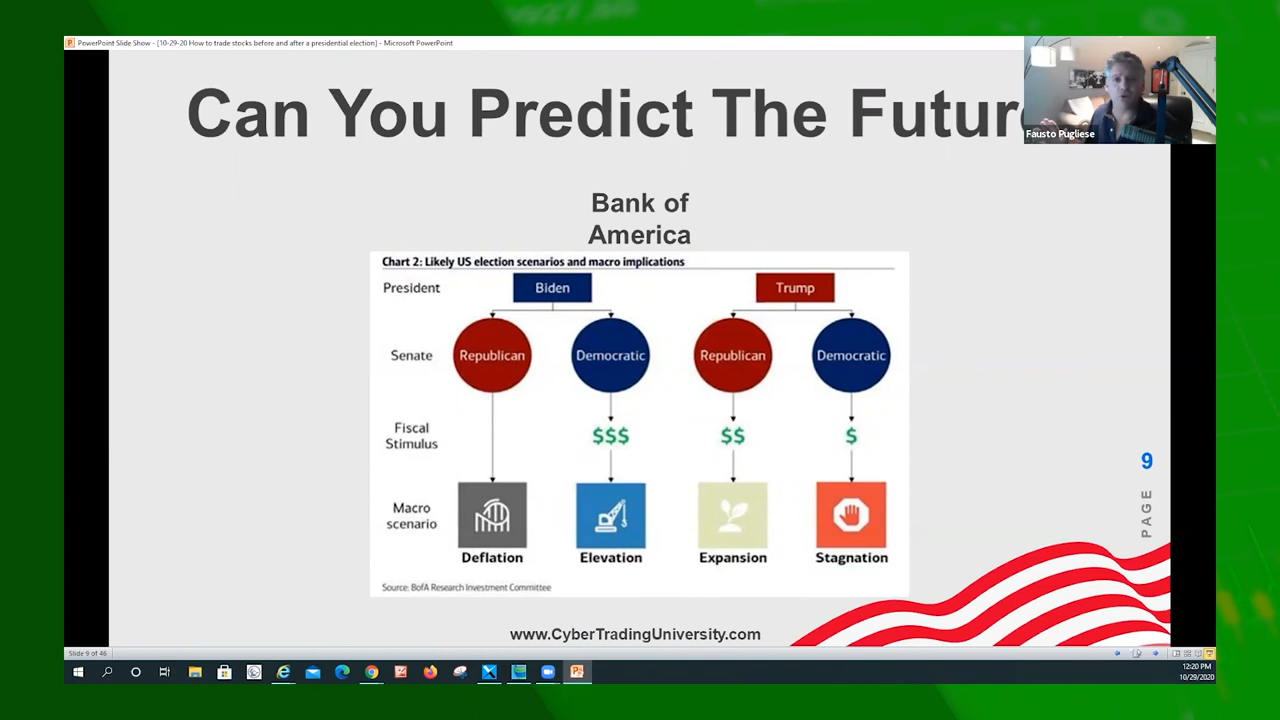 PowerPoint Slide Show - [10-29-20 How to trade stocks before and after a presidential election] - Microsoft PowerPoint
Can You Predict The Future
Fausto Pugliese
Bank of
America
Chart 2: Likely US election scenarios and macro implications
President Biden Trump
Senate Republican Democratic Republican Democratic
Fiscal
Stimulus $$$ $$ $
Macro
scenario
Deflation Elevation Expansion Stagnation
Source: BofA Research Investment Committee
PAGE 9
www.CyberTradingUniversity.com
Slide 9 of 46
12:20 PM
10/29/2020